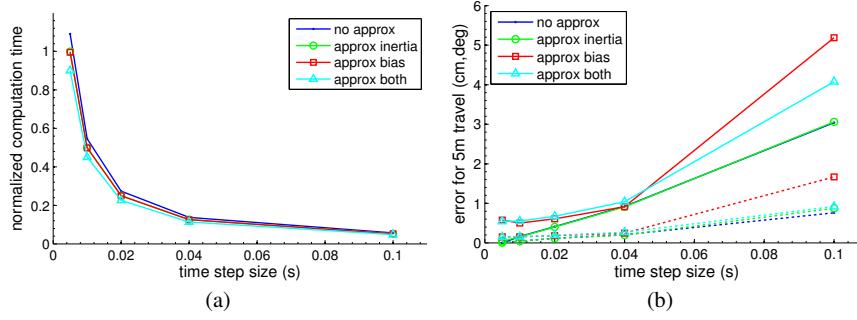 normalized computation time
1
0.8
0.6
0.4
0.2
0
0 0.02 0.04 0.06 0.08 0.1
time step size (s)
no approx
approx inertia
approx bias
approx both
(a)
error for 5m travel (cm,deg)
6
5
4
3
2
1
0
0 0.02 0.04 0.06 0.08 0.1
time step size (s)
no approx
approx inertia
approx bias
approx both
(b)